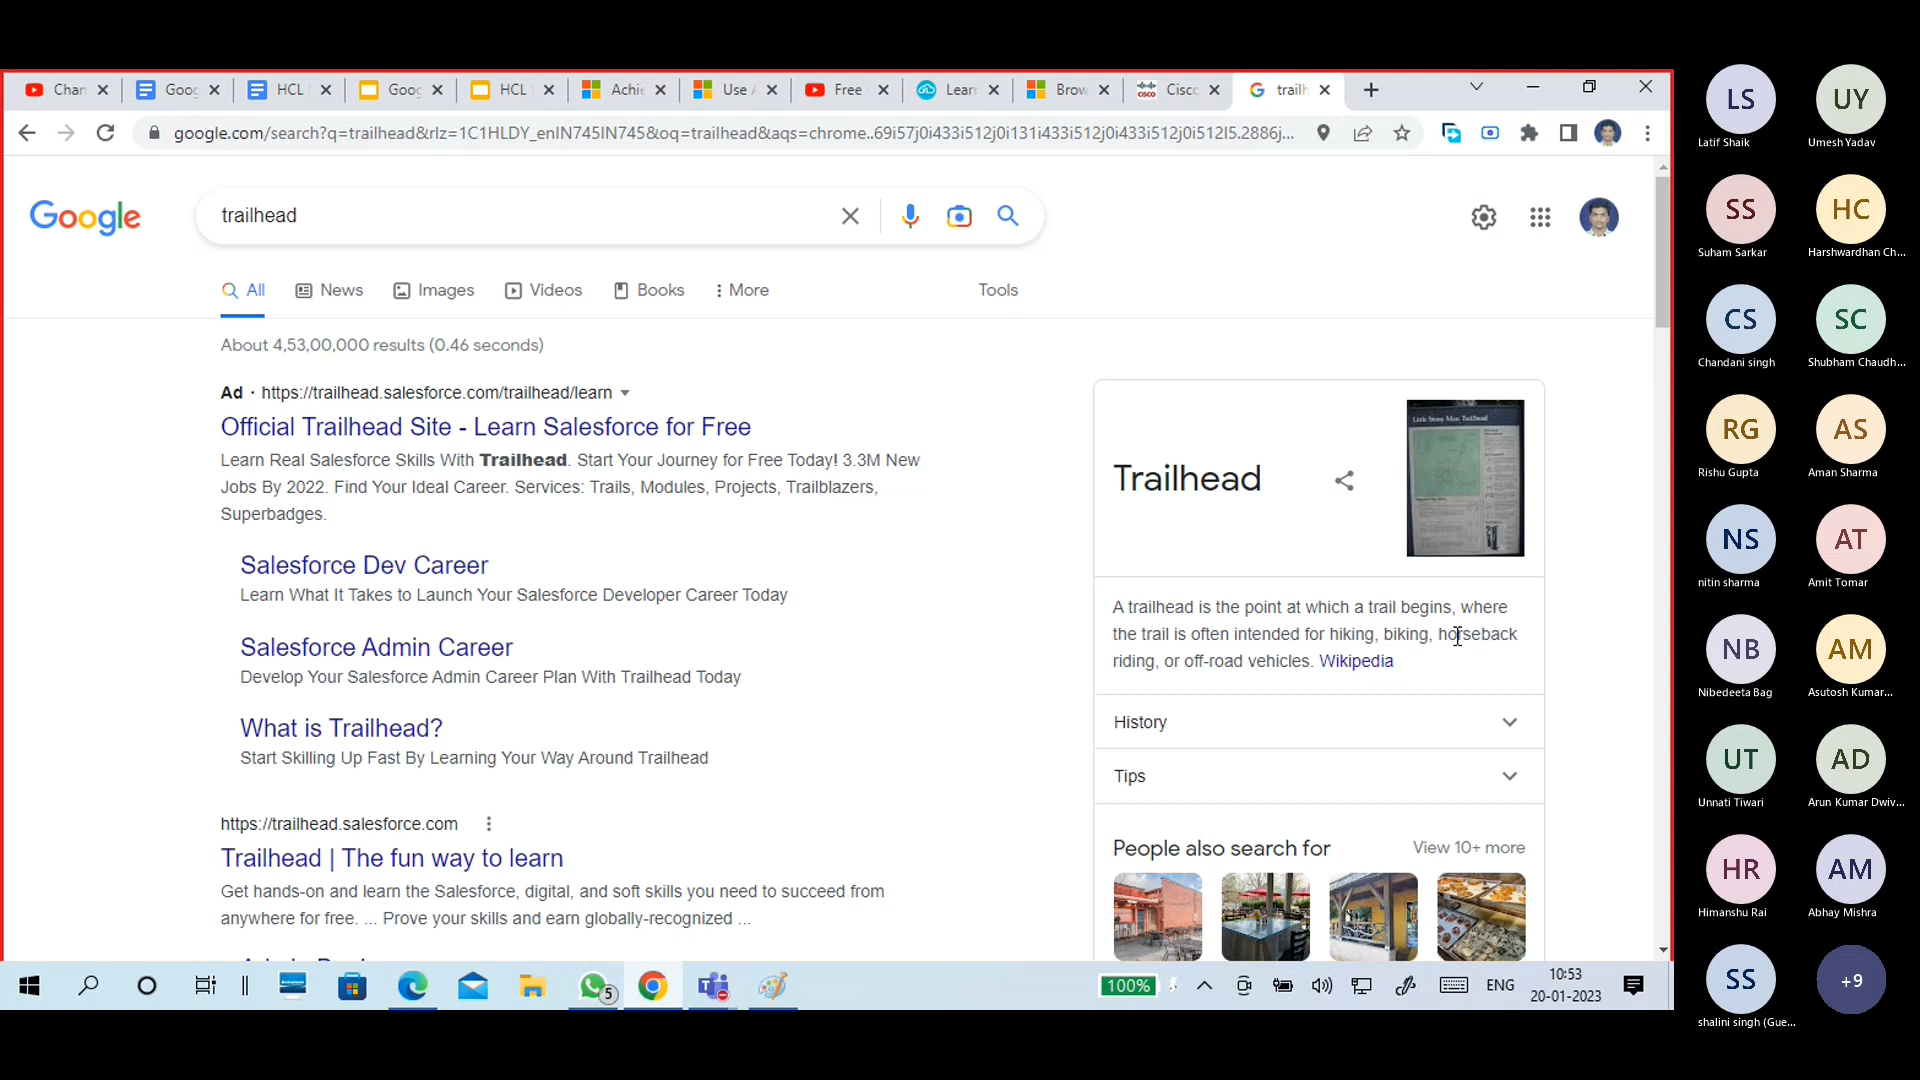 Chan
Goog
HCL
Goog
HCL
Achie
Use
Free
Learn
Brow
Cisco
trailh
google.com/search?q=trailhead&rlz=1C1HLDY_enIN745IN745&oq=trailhead&aqs=chrome..69i57j0i433i512j0i131i433i512j0i433i512j0i512l5.2886j...
Google
trailhead
All
News
Images
Videos
Books
More
Tools
About 4,53,00,000 results (0.46 seconds)
Ad · https://trailhead.salesforce.com/trailhead/learn
Official Trailhead Site - Learn Salesforce for Free
Learn Real Salesforce Skills With Trailhead. Start Your Journey for Free Today! 3.3M New
Jobs By 2022. Find Your Ideal Career. Services: Trails, Modules, Projects, Trailblazers,
Superbadges.
Salesforce Dev Career
Learn What It Takes to Launch Your Salesforce Developer Career Today
Salesforce Admin Career
Develop Your Salesforce Admin Career Plan With Trailhead Today
What is Trailhead?
Start Skilling Up Fast By Learning Your Way Around Trailhead
https://trailhead.salesforce.com
Trailhead | The fun way to learn
Get hands-on and learn the Salesforce, digital, and soft skills you need to succeed from
anywhere for free. ... Prove your skills and earn globally-recognized ...
Trailhead
A trailhead is the point at which a trail begins, where
the trail is often intended for hiking, biking, horseback
riding, or off-road vehicles. Wikipedia
History
Tips
People also search for
View 10+ more
5
100%
ENG
10:53
20-01-2023
LS
Latif Shaik
UY
Umesh Yadav
SS
Suham Sarkar
HC
Harshwardhan Ch...
CS
Chandani singh
SC
Shubham Chaudh...
RG
Rishu Gupta
AS
Aman Sharma
NS
nitin sharma
AT
Amit Tomar
NB
Nibedeeta Bag
AM
Asutosh Kumar...
UT
Unnati Tiwari
AD
Arun Kumar Dwiv...
HR
Himanshu Rai
AM
Abhay Mishra
SS
shalini singh (Gue...
+9